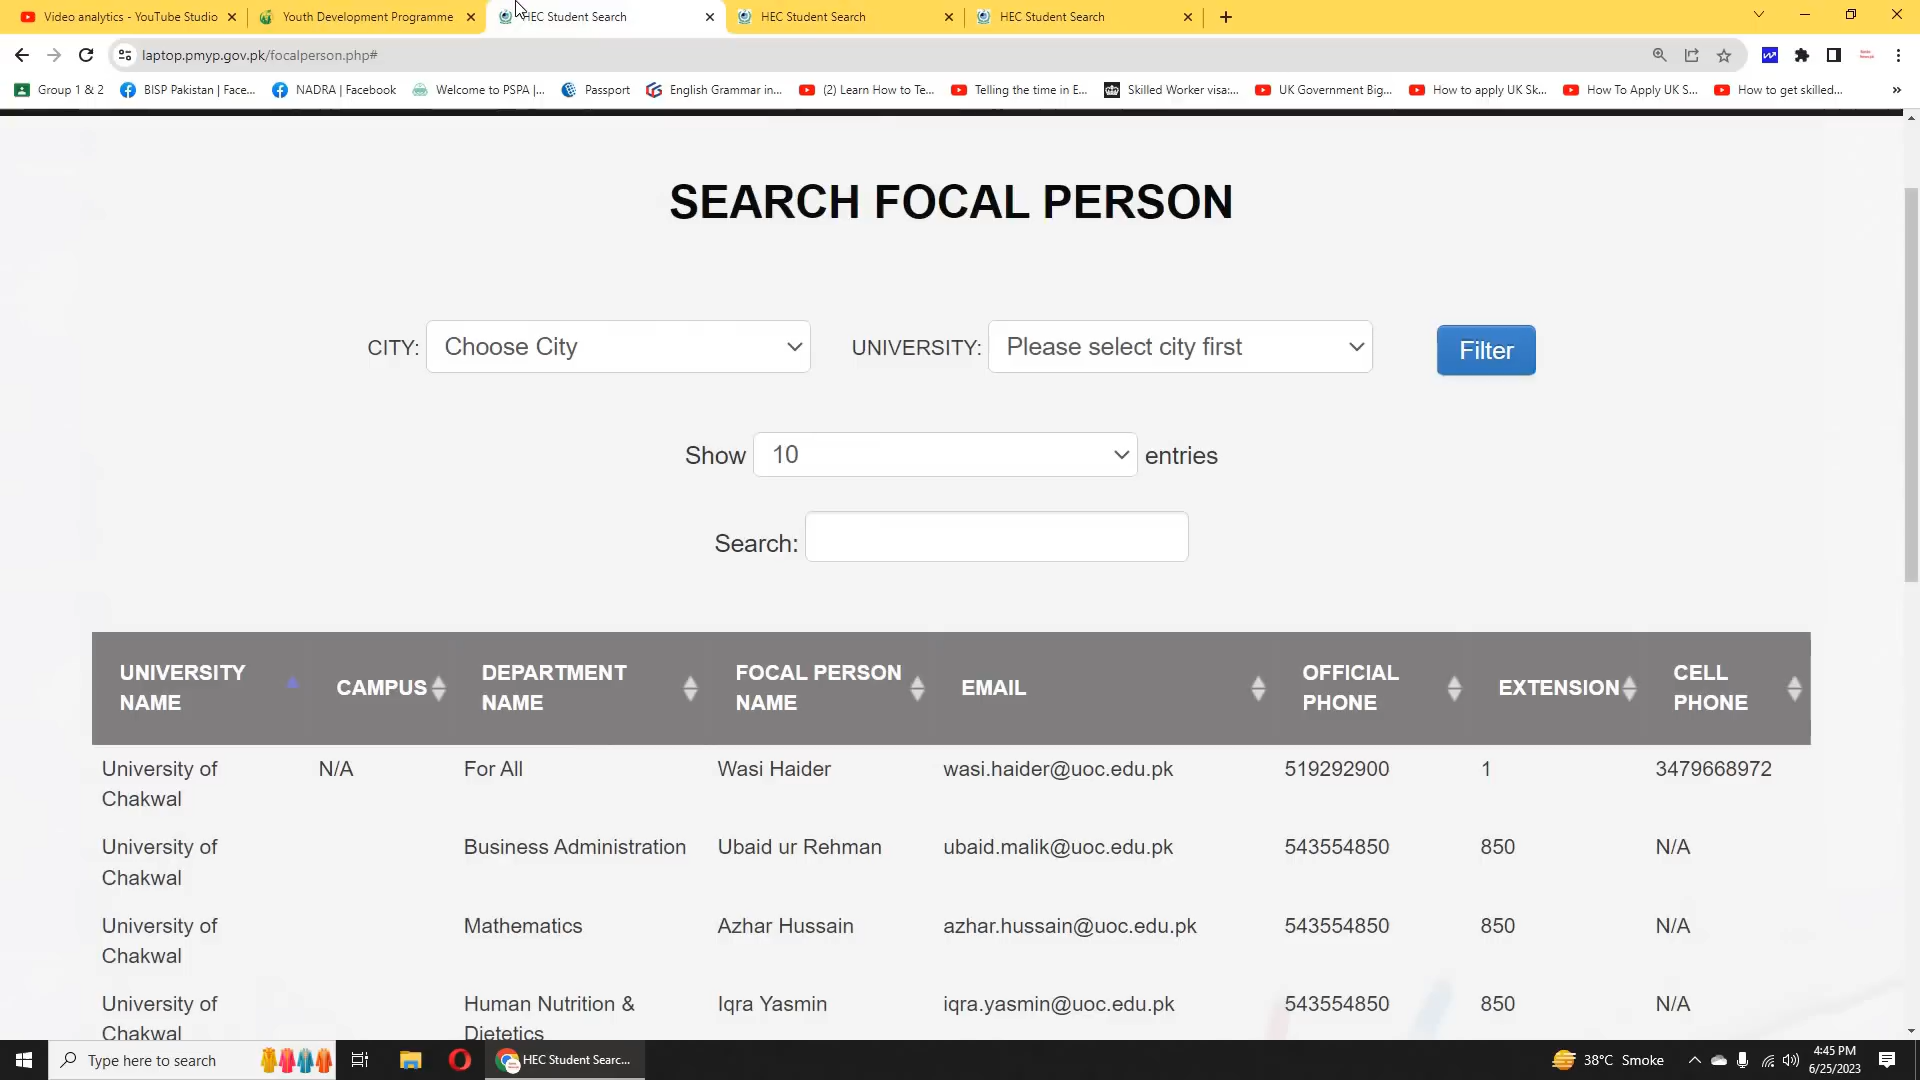 Video analytics - YouTube Studio
Youth Development Programme
HEC Student Search
HEC Student Search
HEC Student Search
laptop.pmyp.gov.pk/focalperson.php#
Group 1 & 2
BISP Pakistan | Face...
NADRA | Facebook
Welcome to PSPA |...
Passport
English Grammar in...
(2) Learn How to Te...
Telling the time in E...
Skilled Worker visa:...
UK Government Big...
How to apply UK Sk...
How To Apply UK S...
How to get skilled...
»
SEARCH FOCAL PERSON
CITY: Choose City UNIVERSITY: Please select city first Filter
Show 10 entries
Search:
UNIVERSITY NAME CAMPUS DEPARTMENT NAME FOCAL PERSON NAME EMAIL OFFICIAL PHONE EXTENSION CELL PHONE
University of Chakwal N/A For All Wasi Haider wasi.haider@uoc.edu.pk 519292900 1 3479668972
University of Chakwal Business Administration Ubaid ur Rehman ubaid.malik@uoc.edu.pk 543554850 850 N/A
University of Chakwal Mathematics Azhar Hussain azhar.hussain@uoc.edu.pk 543554850 850 N/A
University of Chakwal Human Nutrition & Dietetics Iqra Yasmin iqra.yasmin@uoc.edu.pk 543554850 850 N/A
Type here to search
HEC Student Searc...
38°C Smoke
4:45 PM
6/25/2023